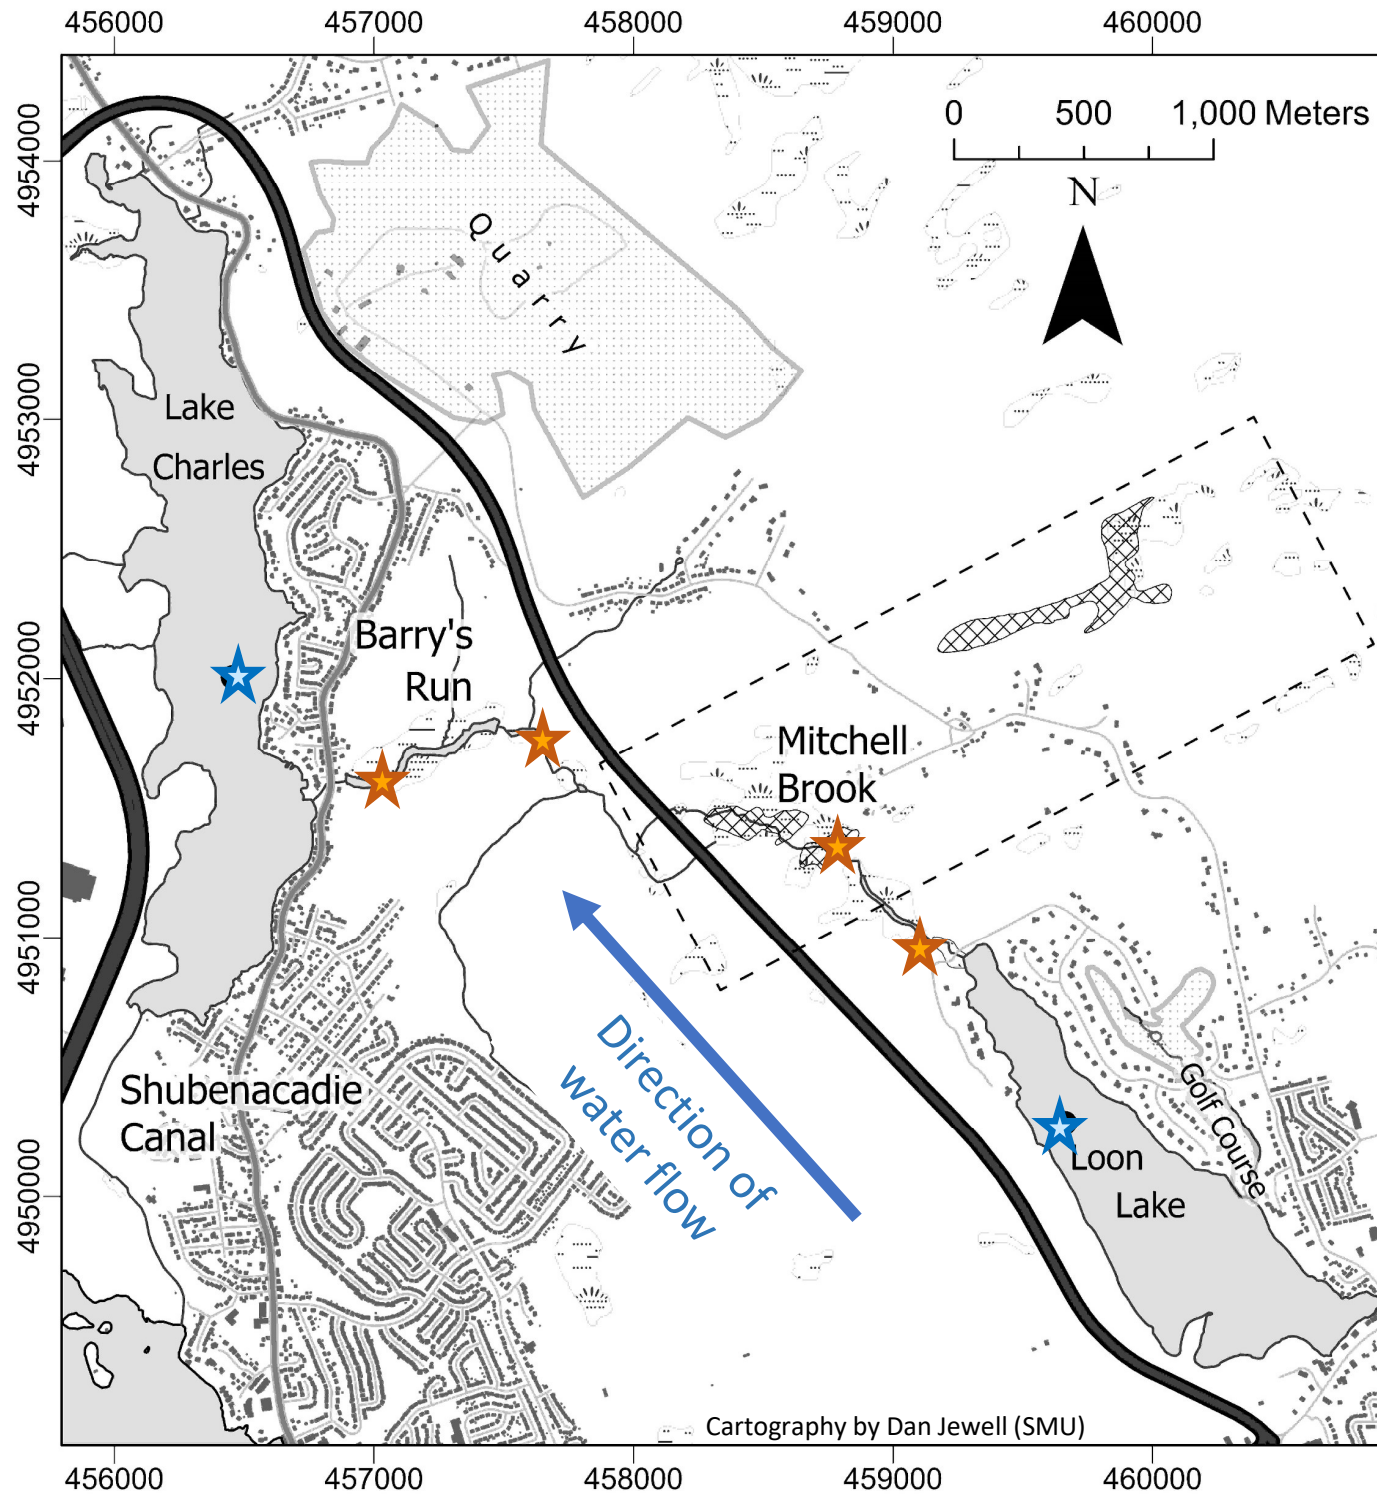 456000 457000 458000 459000 460000
0 500 1,000 Meters
N
4954000
4953000
4952000
4951000
4950000
Quarry
Lake
Charles
Barry's
Run
Mitchell
Brook
Direction of
water flow
Shubenacadie
Canal
Golf Course
Loon
Lake
Cartography by Dan Jewell (SMU)
456000 457000 458000 459000 460000